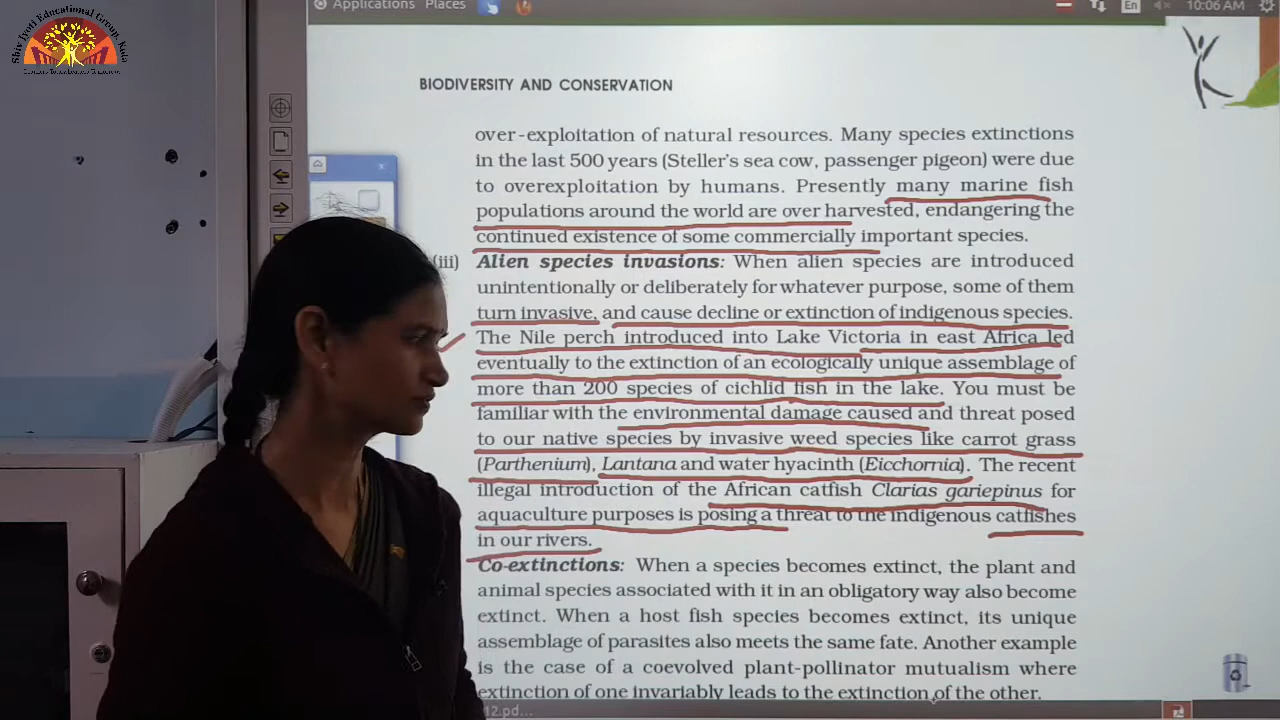 Applications Places
En
10:06 AM
Shiv Jyoti Educational Group, Kota
BIODIVERSITY AND CONSERVATION
over-exploitation of natural resources. Many species extinctions
in the last 500 years (Steller's sea cow, passenger pigeon) were due
to overexploitation by humans. Presently many marine fish
populations around the world are over harvested, endangering the
continued existence of some commercially important species.
(iii) Alien species invasions: When alien species are introduced
unintentionally or deliberately for whatever purpose, some of them
turn invasive, and cause decline or extinction of indigenous species.
The Nile perch introduced into Lake Victoria in east Africa led
eventually to the extinction of an ecologically unique assemblage of
more than 200 species of cichlid fish in the lake. You must be
familiar with the environmental damage caused and threat posed
to our native species by invasive weed species like carrot grass
(Parthenium), Lantana and water hyacinth (Eicchornia). The recent
illegal introduction of the African catfish Clarias gariepinus for
aquaculture purposes is posing a threat to the indigenous catfishes
in our rivers.
Co-extinctions: When a species becomes extinct, the plant and
animal species associated with it in an obligatory way also become
extinct. When a host fish species becomes extinct, its unique
assemblage of parasites also meets the same fate. Another example
is the case of a coevolved plant-pollinator mutualism where
extinction of one invariably leads to the extinction of the other.
12.pd...